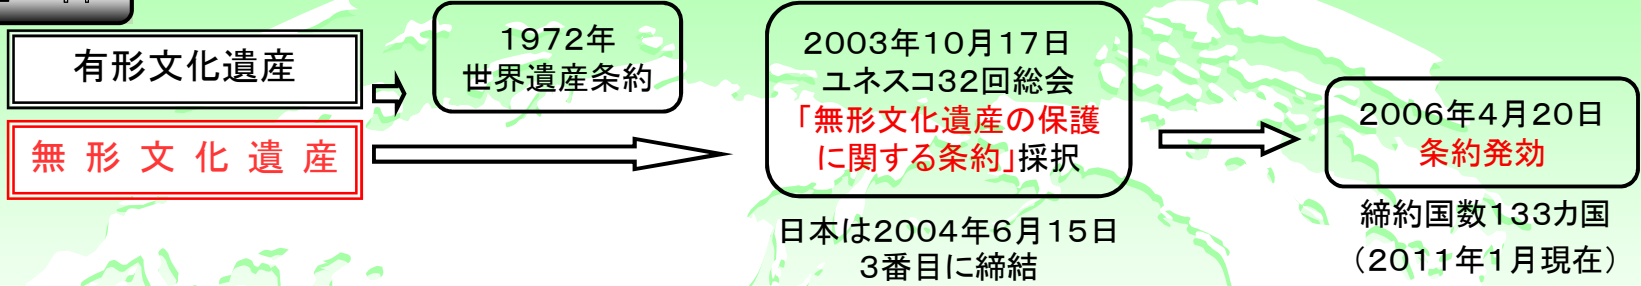 有形文化遺産
1972年
世界遺産条約
無形文化遺産
2003年10月17日
ユネスコ32回総会
「無形文化遺産の保護
に関する条約」採択
日本は2004年6月15日
3番目に締結
2006年4月20日
条約発効
締約国数133カ国
（2011年1月現在）